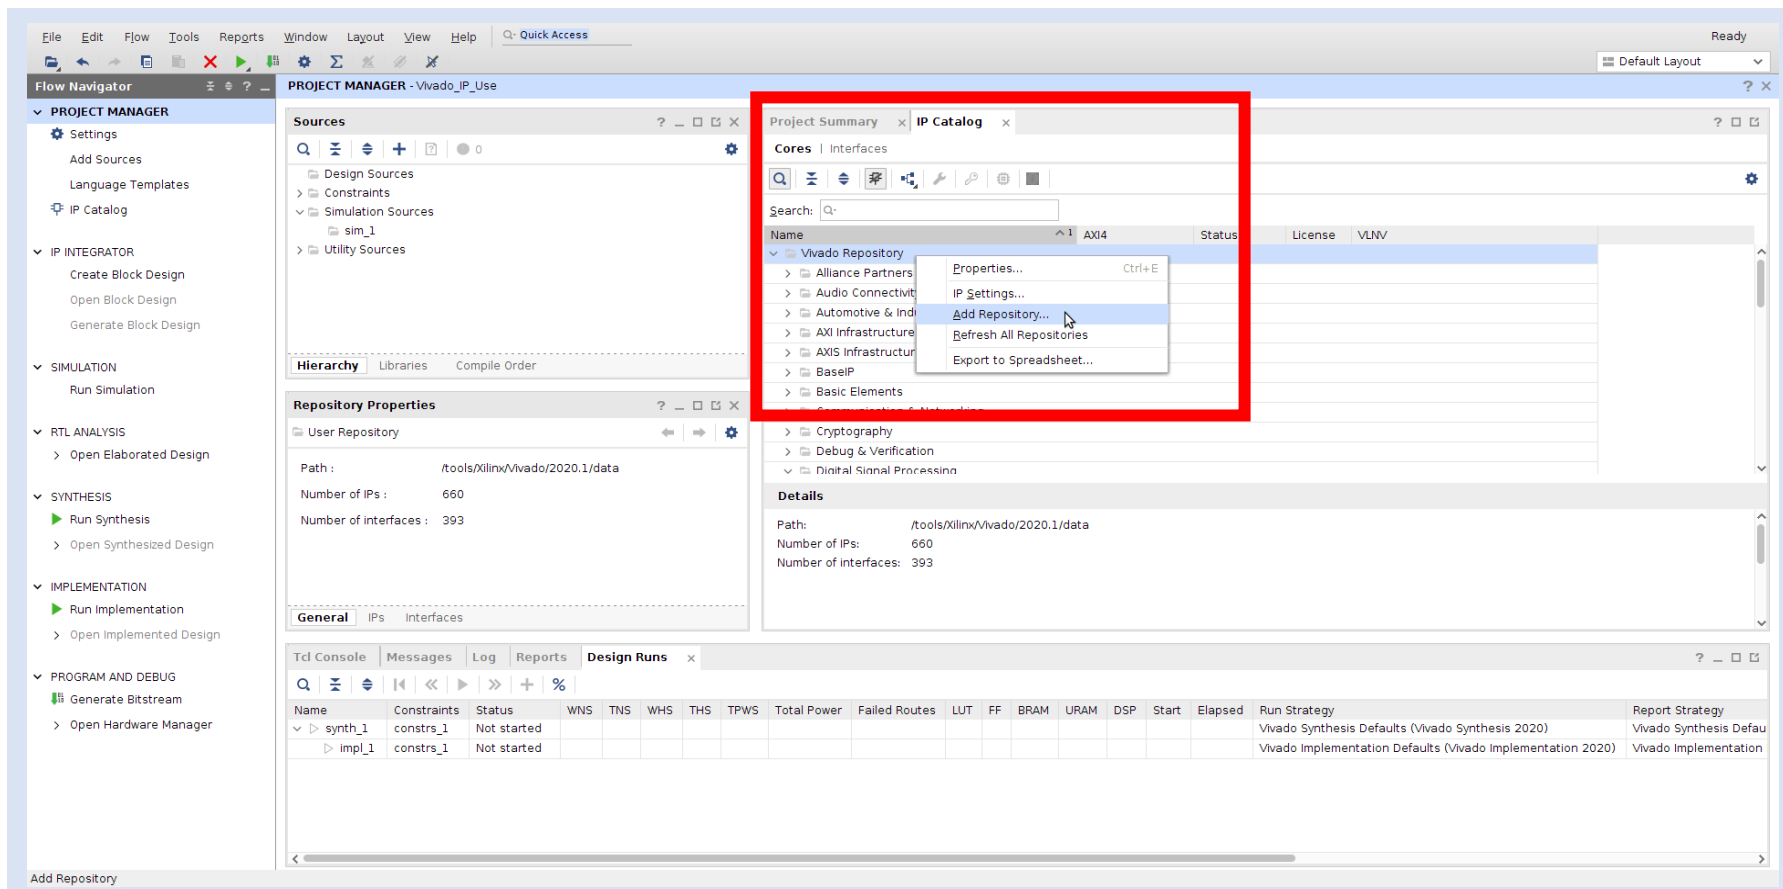 File Edit Flow Tools Reports Window Layout View Help Quick Access Ready
Default Layout
Flow Navigator
PROJECT MANAGER
Settings
Add Sources
Language Templates
IP Catalog
IP INTEGRATOR
Create Block Design
Open Block Design
Generate Block Design
SIMULATION
Run Simulation
RTL ANALYSIS
Open Elaborated Design
SYNTHESIS
Run Synthesis
Open Synthesized Design
IMPLEMENTATION
Run Implementation
Open Implemented Design
PROGRAM AND DEBUG
Generate Bitstream
Open Hardware Manager
PROJECT MANAGER - Vivado_IP_Use
Sources
0
Design Sources
Constraints
Simulation Sources
sim_1
Utility Sources
Hierarchy Libraries Compile Order
Repository Properties
User Repository
Path : /tools/Xilinx/Vivado/2020.1/data
Number of IPs : 660
Number of interfaces : 393
General IPs Interfaces
Project Summary IP Catalog
Cores | Interfaces
Search:
Name 1 AXI4 Status License VLNV
Vivado Repository
Alliance Partners
Audio Connectivit
Automotive & Ind
AXI Infrastructure
AXIS Infrastructur
BaseIP
Basic Elements
Communication & Networking
Cryptography
Debug & Verification
Digital Signal Processing
Properties... Ctrl+E
IP Settings...
Add Repository...
Refresh All Repositories
Export to Spreadsheet...
Details
Path: /tools/Xilinx/Vivado/2020.1/data
Number of IPs: 660
Number of interfaces: 393
Tcl Console Messages Log Reports Design Runs
Name Constraints Status WNS TNS WHS THS TPWS Total Power Failed Routes LUT FF BRAM URAM DSP Start Elapsed Run Strategy Report Strategy
synth_1 constrs_1 Not started Vivado Synthesis Defaults (Vivado Synthesis 2020) Vivado Synthesis Defau
impl_1 constrs_1 Not started Vivado Implementation Defaults (Vivado Implementation 2020) Vivado Implementation
Add Repository